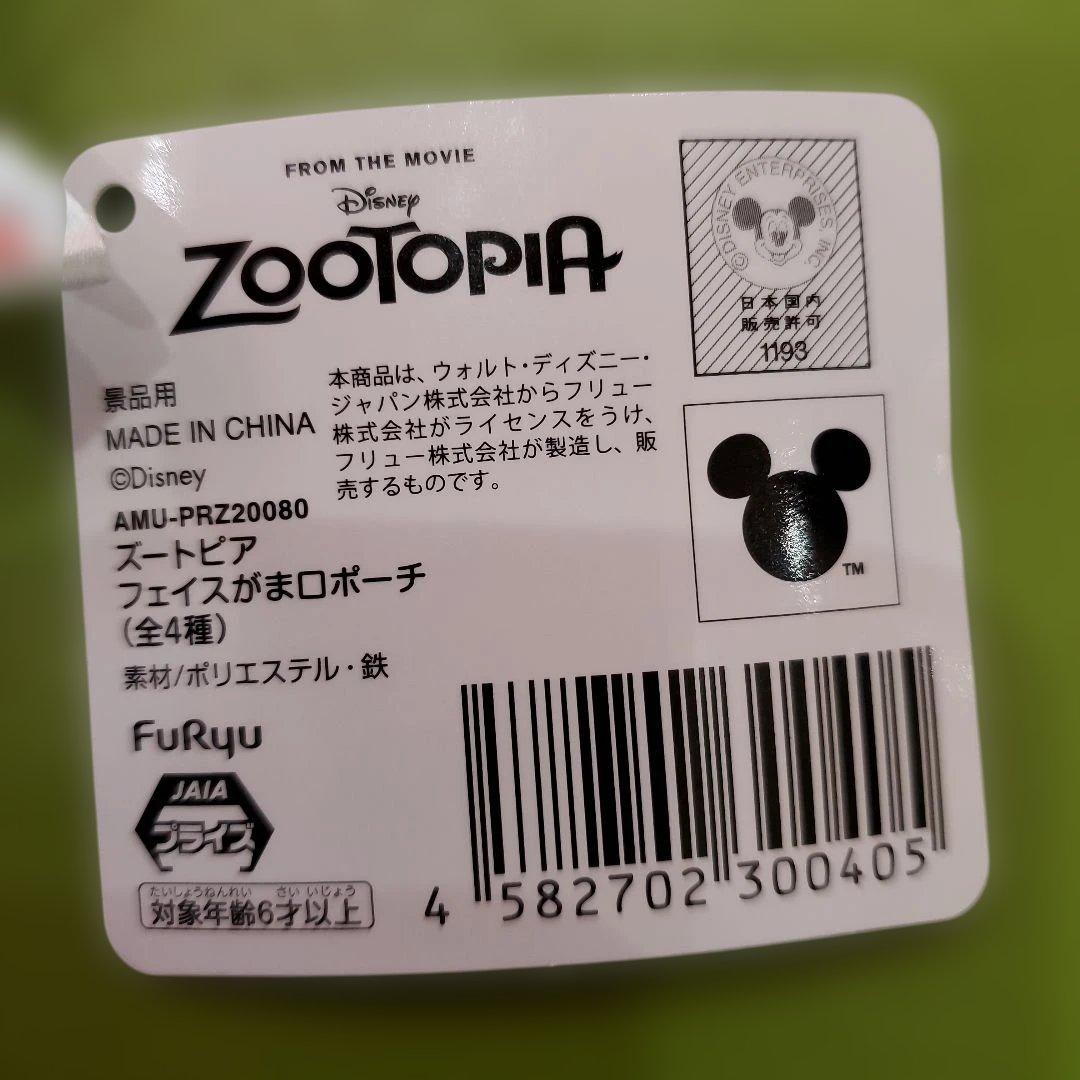 FROM THE MOVIE
Disney
ZOOTOPIA
©DISNEY ENTERPRISES, INC.
日本国内
販売許可
1193
景品用
MADE IN CHINA
©Disney
AMU-PRZ20080
ズートピア
フェイスがま口ポーチ
(全4種)
素材/ポリエステル・鉄
本商品は、ウォルト・ディズニー・
ジャパン株式会社からフリュー
株式会社がライセンスをうけ、
フリュー株式会社が製造し、販
売するものです。
TM
FuRyu
JAIA
プライズ
たいしょうねんれい さい いじょう
対象年齢6才以上
4 582702 300405